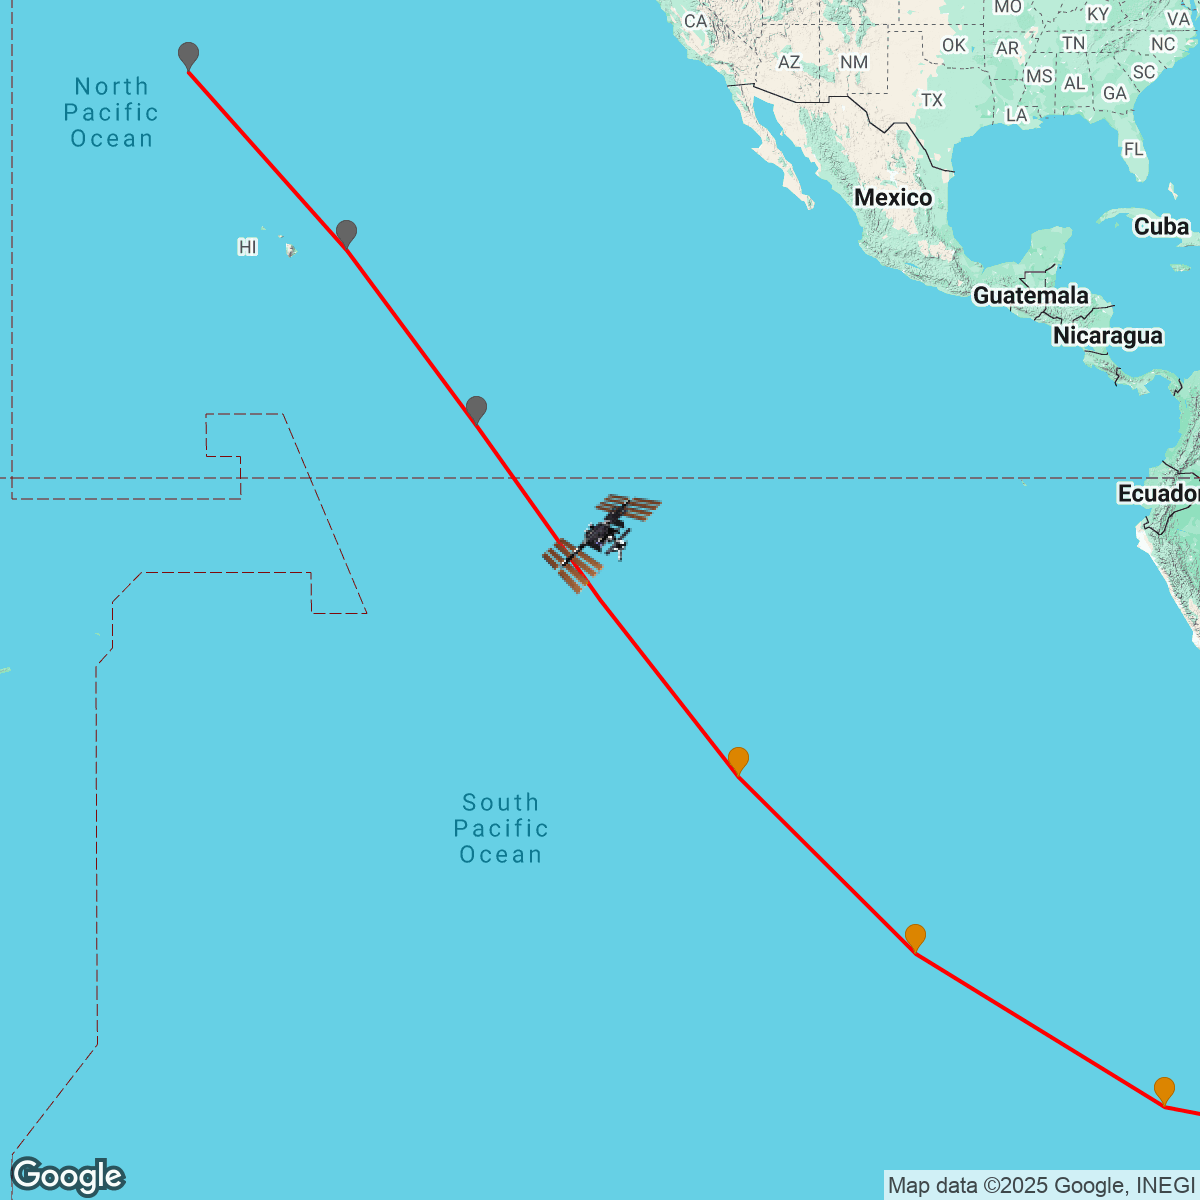 MO
KY
VA
CA
OK
AR
TN
NC
AZ
NM
MS
AL
SC
GA
TX
LA
FL
North
Pacific
Ocean
Mexico
Cuba
HI
Guatemala
Nicaragua
Ecuador
South
Pacific
Ocean
Google
Map data ©2025 Google, INEGI